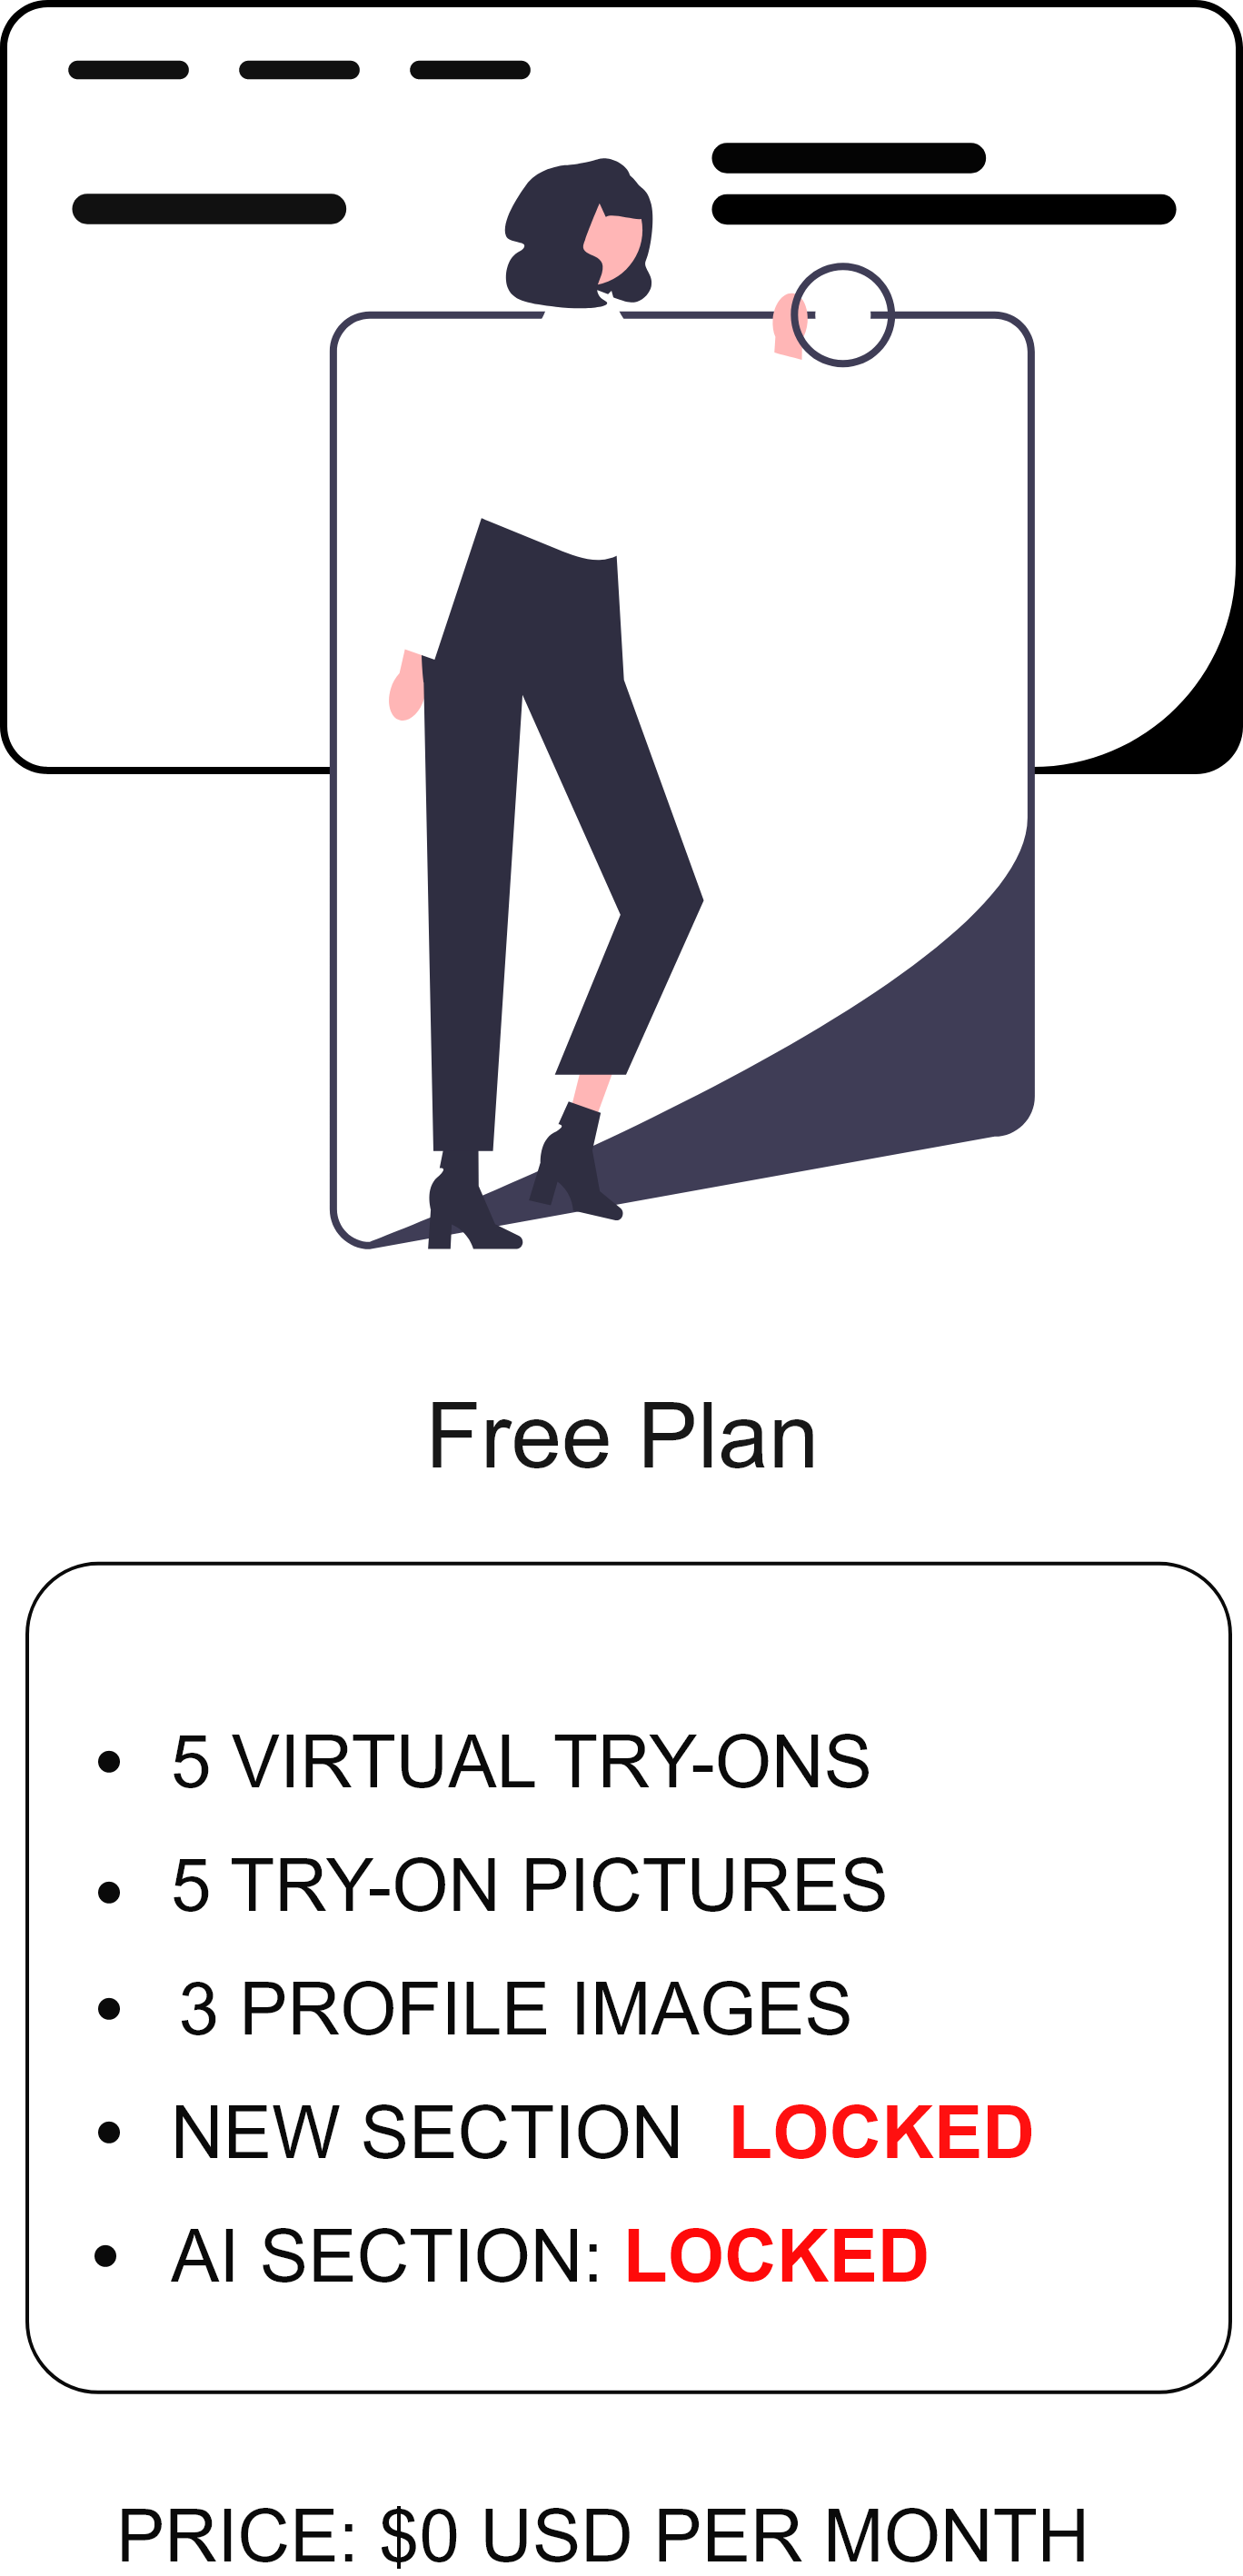 Free Plan
• 5 VIRTUAL TRY-ONS
• 5 TRY-ON PICTURES
• 3 PROFILE IMAGES
• NEW SECTION LOCKED
• AI SECTION: LOCKED
PRICE: $0 USD PER MONTH